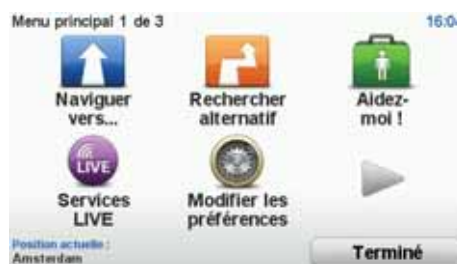 Menu principal 1 de 3
16:04
Naviguer
vers...
Rechercher
alternatif
Aidez-
moi !
LIVE
Services
LIVE
Modifier les
préférences
Position actuelle :
Amsterdam
Terminé